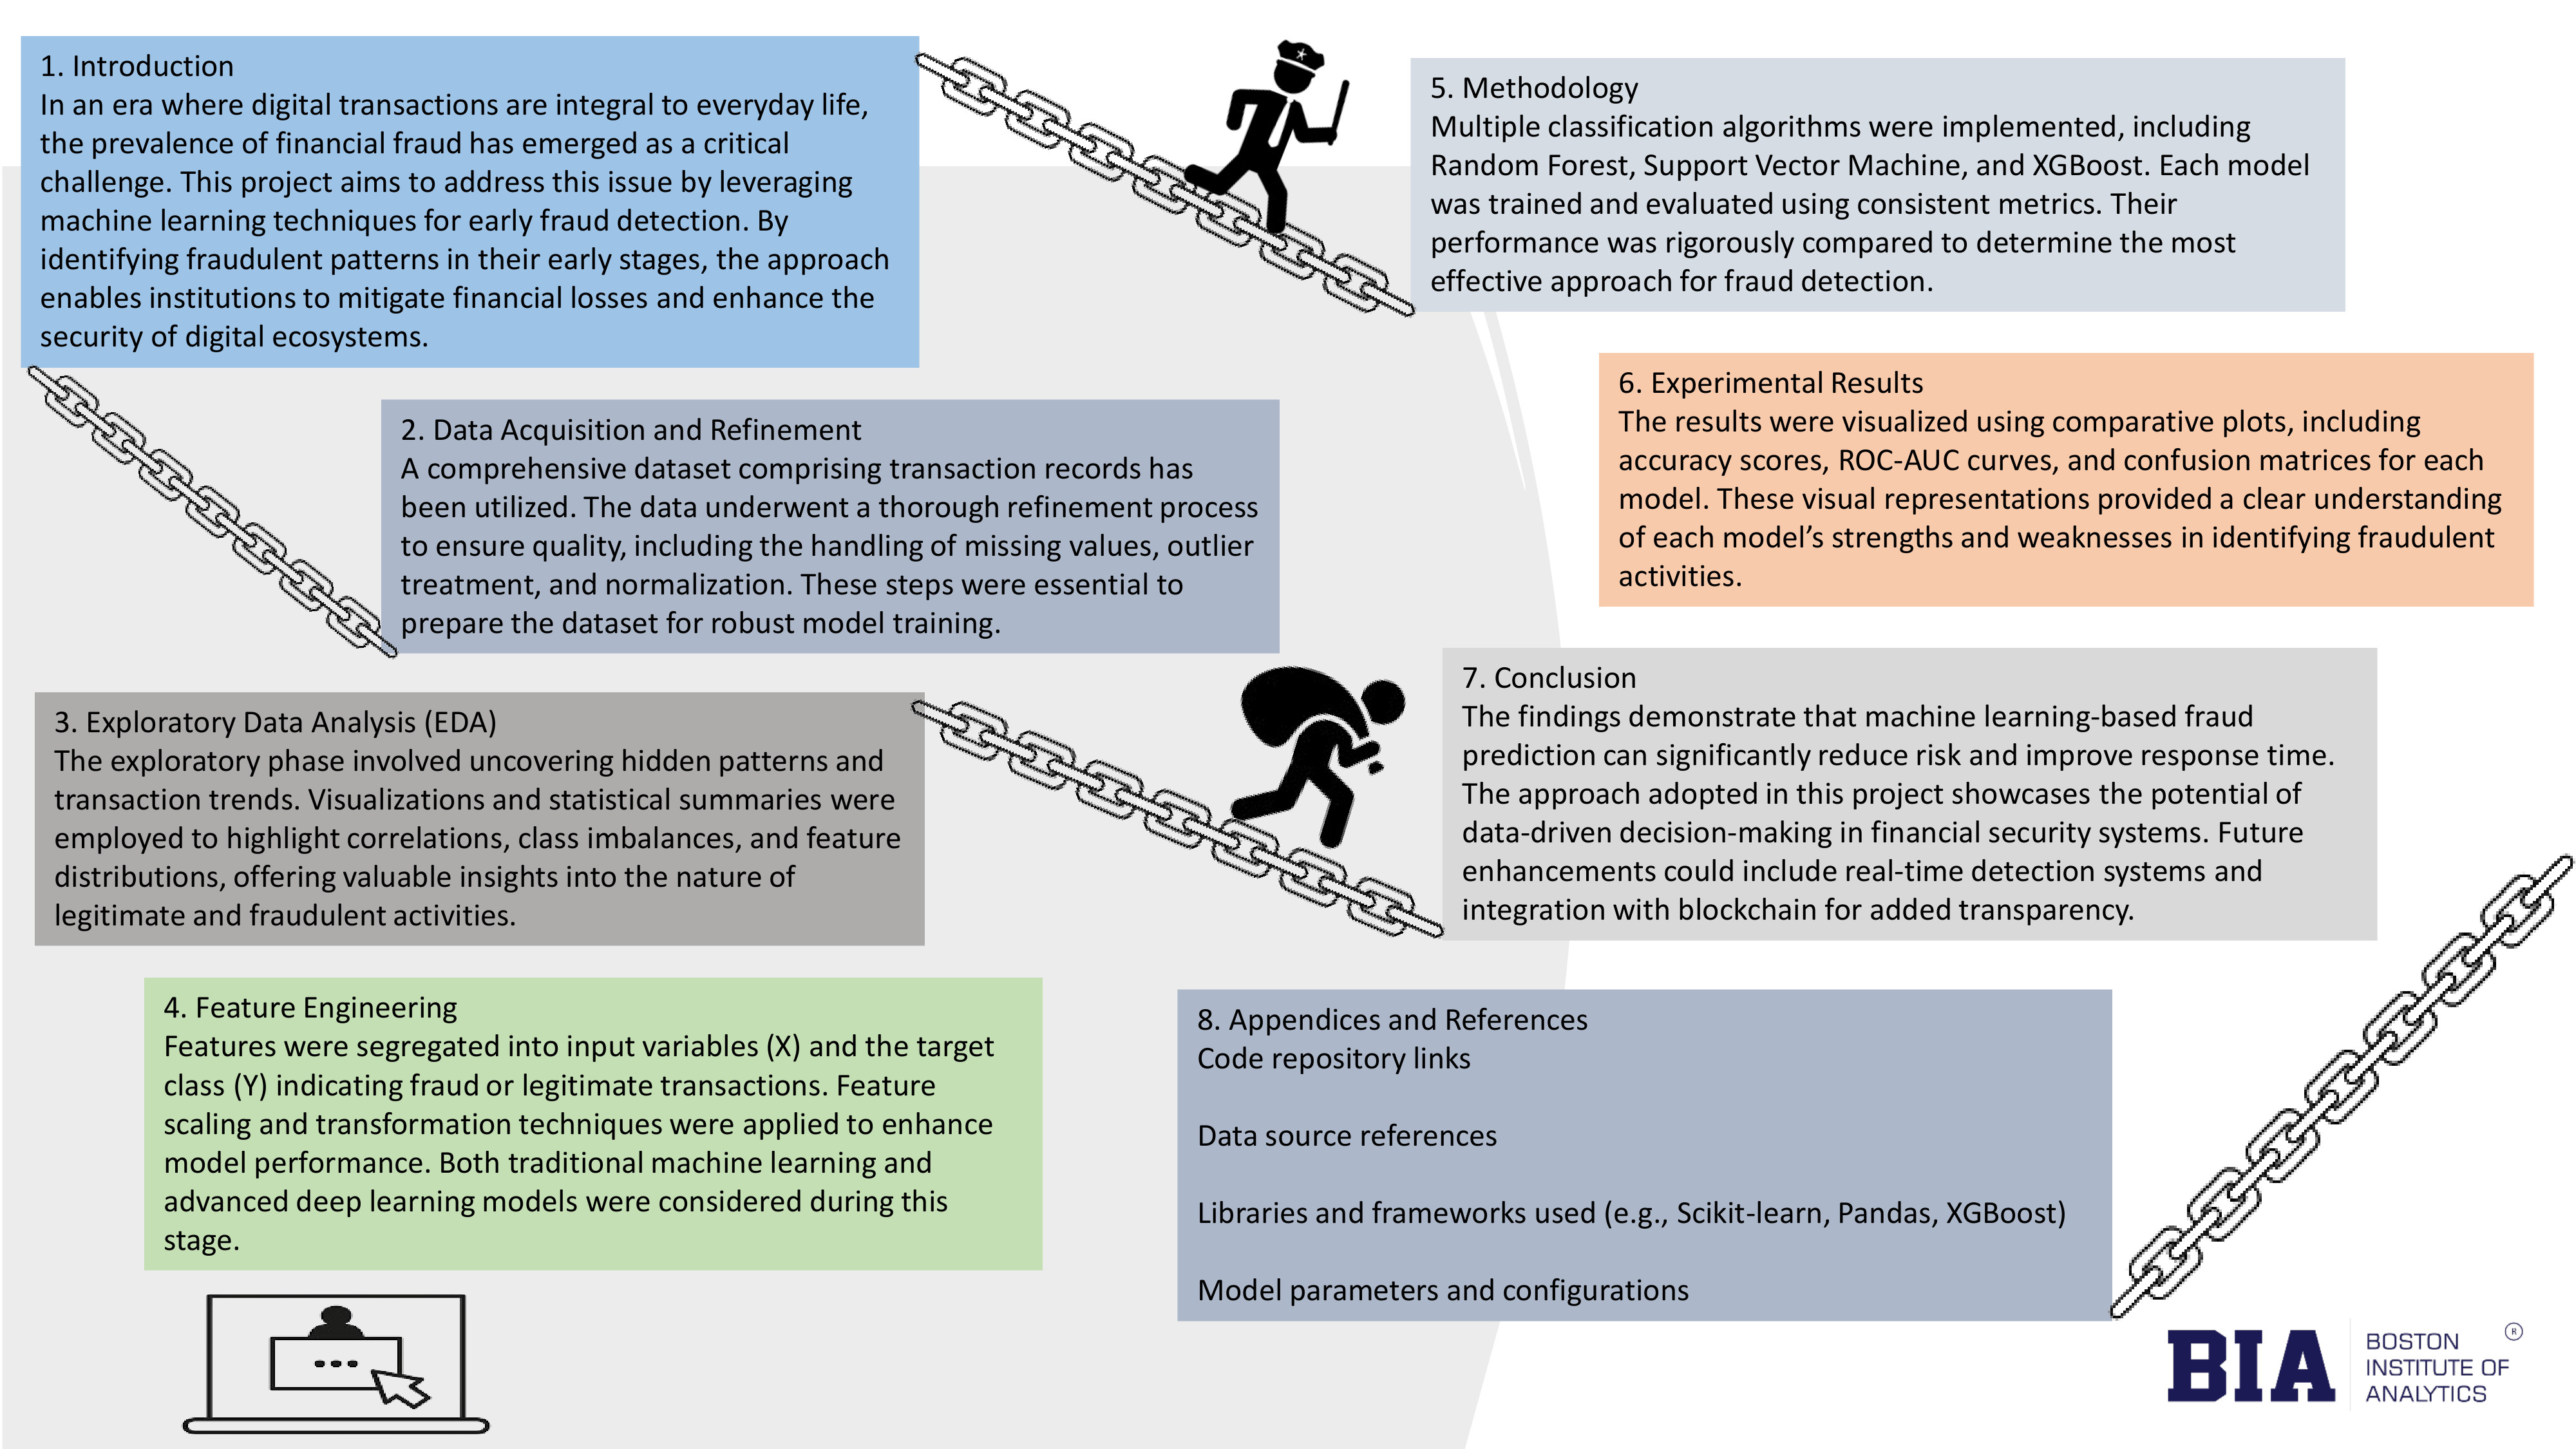 1. Introduction
In an era where digital transactions are integral to everyday life,
the prevalence of financial fraud has emerged as a critical
challenge. This project aims to address this issue by leveraging
machine learning techniques for early fraud detection. By
identifying fraudulent patterns in their early stages, the approach
enables institutions to mitigate financial losses and enhance the
security of digital ecosystems.
2. Data Acquisition and Refinement
A comprehensive dataset comprising transaction records has
been utilized. The data underwent a thorough refinement process
to ensure quality, including the handling of missing values, outlier
treatment, and normalization. These steps were essential to
prepare the dataset for robust model training.
3. Exploratory Data Analysis (EDA)
The exploratory phase involved uncovering hidden patterns and
transaction trends. Visualizations and statistical summaries were
employed to highlight correlations, class imbalances, and feature
distributions, offering valuable insights into the nature of
legitimate and fraudulent activities.
4. Feature Engineering
Features were segregated into input variables (X) and the target
class (Y) indicating fraud or legitimate transactions. Feature
scaling and transformation techniques were applied to enhance
model performance. Both traditional machine learning and
advanced deep learning models were considered during this
stage.
5. Methodology
Multiple classification algorithms were implemented, including
Random Forest, Support Vector Machine, and XGBoost. Each model
was trained and evaluated using consistent metrics. Their
performance was rigorously compared to determine the most
effective approach for fraud detection.
6. Experimental Results
The results were visualized using comparative plots, including
accuracy scores, ROC-AUC curves, and confusion matrices for each
model. These visual representations provided a clear understanding
of each model’s strengths and weaknesses in identifying fraudulent
activities.
7. Conclusion
The findings demonstrate that machine learning-based fraud
prediction can significantly reduce risk and improve response time.
The approach adopted in this project showcases the potential of
data-driven decision-making in financial security systems. Future
enhancements could include real-time detection systems and
integration with blockchain for added transparency.
8. Appendices and References
Code repository links
Data source references
Libraries and frameworks used (e.g., Scikit-learn, Pandas, XGBoost)
Model parameters and configurations
BIA
BOSTON ®
INSTITUTE OF
ANALYTICS